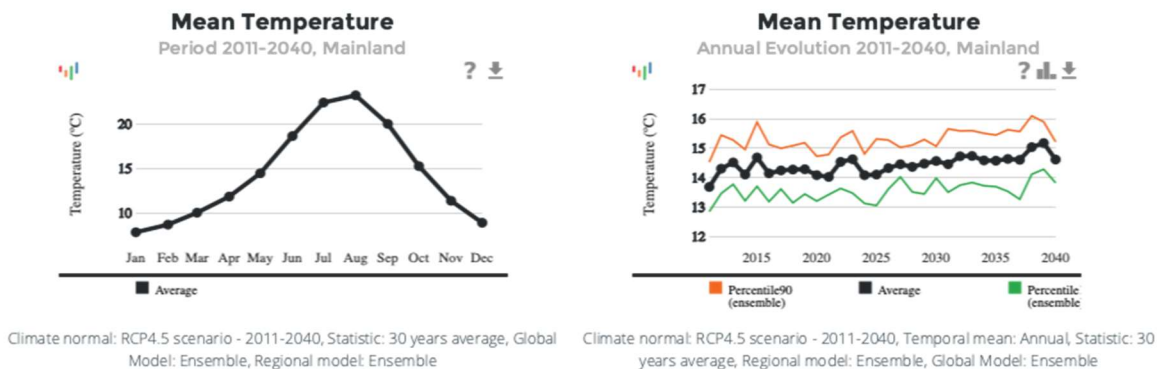 Mean Temperature
Period 2011-2040, Mainland
?
Temperature (°C)
20
15
10
Jan Feb Mar Apr May Jun Jul Aug Sep Oct Nov Dec
Average
Climate normal: RCP4.5 scenario - 2011-2040, Statistic: 30 years average, Global
Model: Ensemble, Regional model: Ensemble
Mean Temperature
Annual Evolution 2011-2040, Mainland
?
Temperature (°C)
17
16
15
14
13
12
2015 2020 2025 2030 2035 2040
Percentile90
(ensemble)
Average
Percentile
(ensemble
Climate normal: RCP4.5 scenario - 2011-2040, Temporal mean: Annual, Statistic: 30
years average, Regional model: Ensemble, Global Model: Ensemble